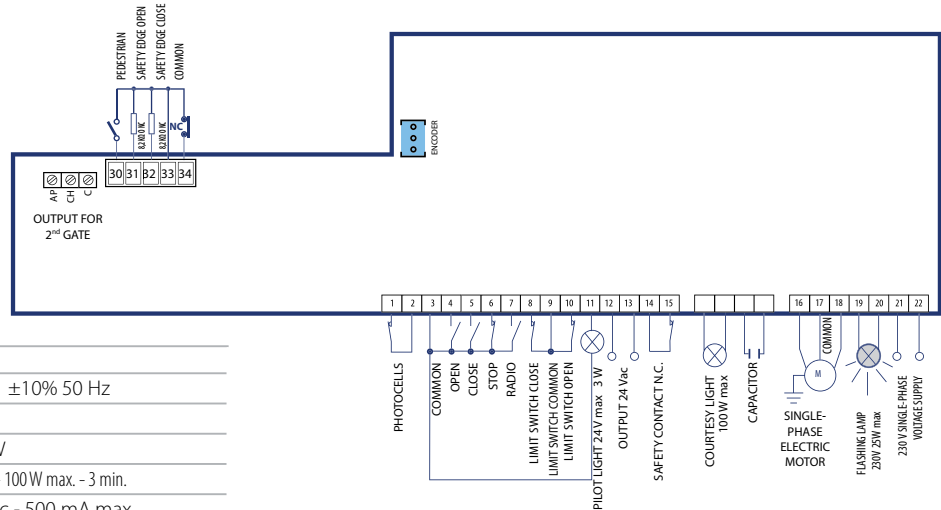 PEDESTRIAN
SAFETY EDGE OPEN
SAFETY EDGE CLOSE
COMMON
8,2KΩ O NC
8,2KΩ O NC
NC
30 31 32 33 34
ENCODER
AP
CH
C
OUTPUT FOR
2nd GATE
1 2 3 4 5 6 7 8 9 10 11 12 13 14 15
16 17 18 19 20 21 22
PHOTOCELLS
COMMON
OPEN
CLOSE
STOP
RADIO
LIMIT SWITCH CLOSE
LIMIT SWITCH COMMON
LIMIT SWITCH OPEN
PILOT LIGHT 24V max 3 W
OUTPUT 24 Vac
SAFETY CONTACT N.C.
COURTESY LIGHT
100 W max
CAPACITOR
COMMON
M
SINGLE-
PHASE
ELECTRIC
MOTOR
FLASHING LAMP
230V 25W max
230 V SINGLE-PHASE
VOLTAGE SUPPLY
±10% 50 Hz
100 W max. - 3 min.
- 500 mA max